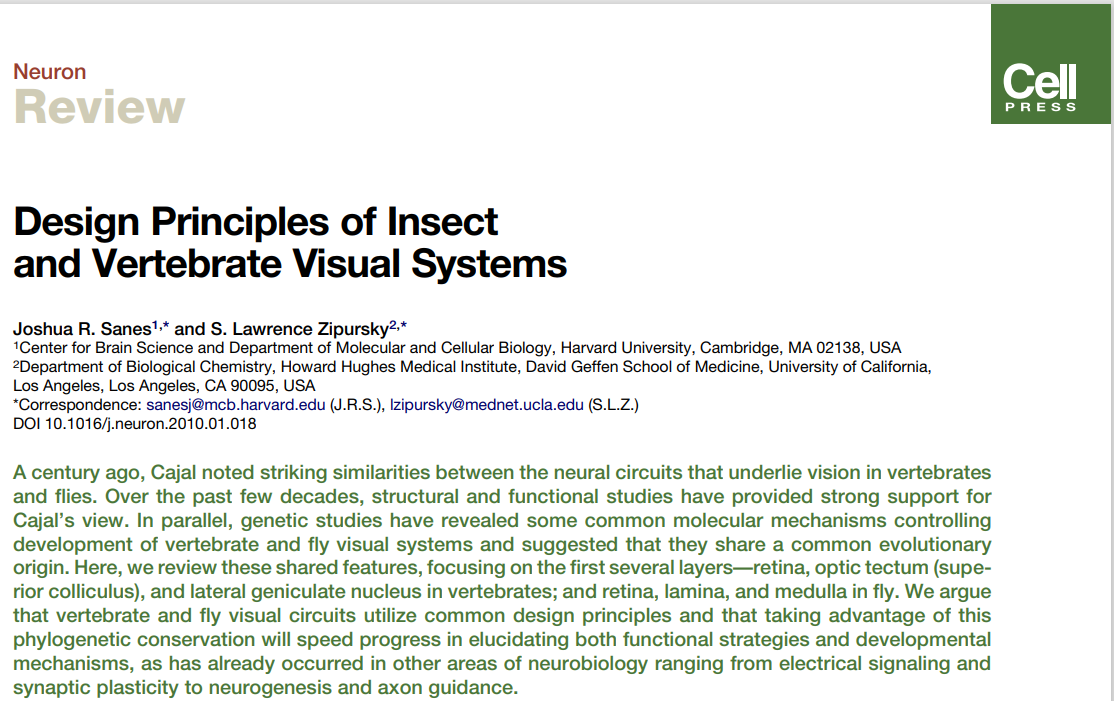 Neuron
Review
Cell
PRESS
Design Principles of Insect
and Vertebrate Visual Systems
Joshua R. Sanes1,* and S. Lawrence Zipursky2,*
1Center for Brain Science and Department of Molecular and Cellular Biology, Harvard University, Cambridge, MA 02138, USA
2Department of Biological Chemistry, Howard Hughes Medical Institute, David Geffen School of Medicine, University of California,
Los Angeles, Los Angeles, CA 90095, USA
*Correspondence: sanesj@mcb.harvard.edu (J.R.S.), lzipursky@mednet.ucla.edu (S.L.Z.)
DOI 10.1016/j.neuron.2010.01.018
A century ago, Cajal noted striking similarities between the neural circuits that underlie vision in vertebrates
and flies. Over the past few decades, structural and functional studies have provided strong support for
Cajal's view. In parallel, genetic studies have revealed some common molecular mechanisms controlling
development of vertebrate and fly visual systems and suggested that they share a common evolutionary
origin. Here, we review these shared features, focusing on the first several layers—retina, optic tectum (supe-
rior colliculus), and lateral geniculate nucleus in vertebrates; and retina, lamina, and medulla in fly. We argue
that vertebrate and fly visual circuits utilize common design principles and that taking advantage of this
phylogenetic conservation will speed progress in elucidating both functional strategies and developmental
mechanisms, as has already occurred in other areas of neurobiology ranging from electrical signaling and
synaptic plasticity to neurogenesis and axon guidance.